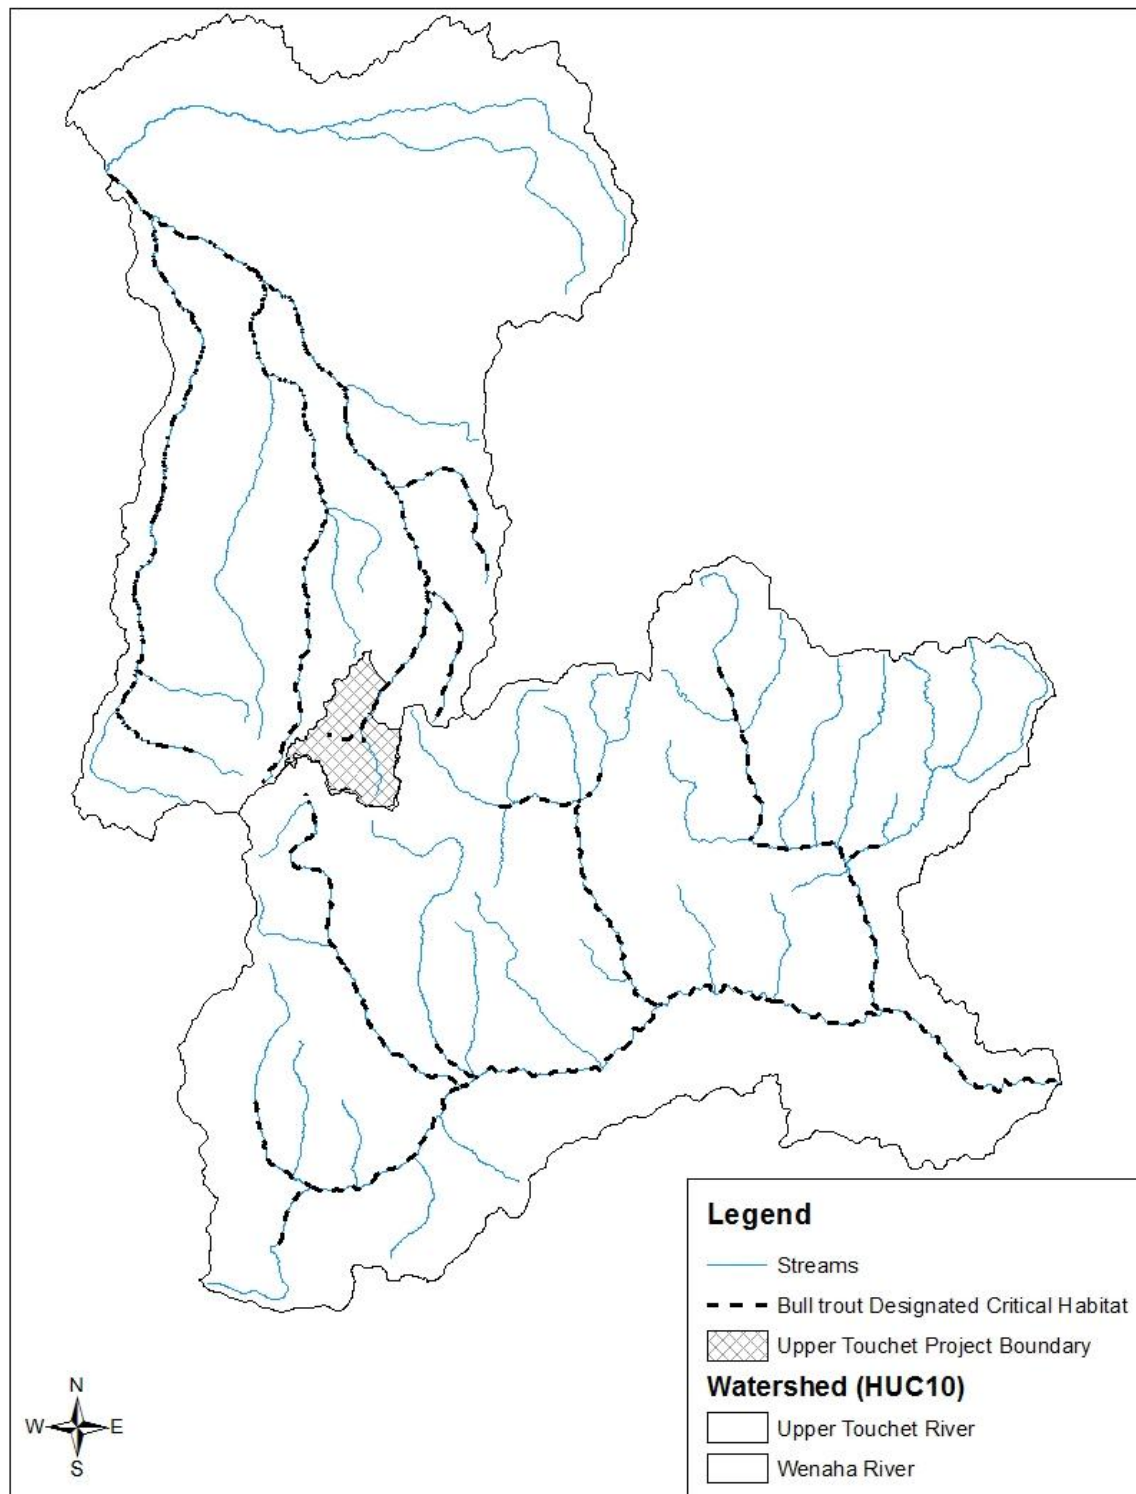 Legend
Streams
Bull trout Designated Critical Habitat
Upper Touchet Project Boundary
Watershed (HUC10)
Upper Touchet River
Wenaha River
N
W E
S